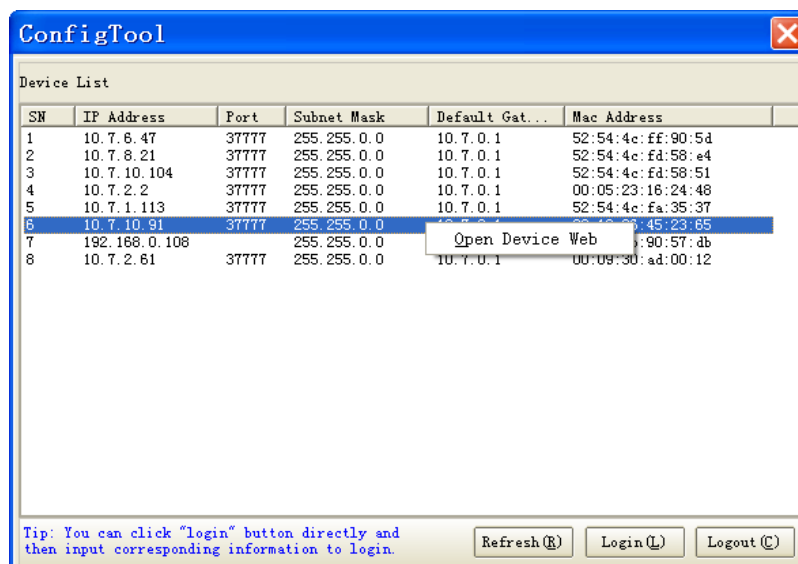 ConfigTool
Device List
SN IP Address Port Subnet Mask Default Gat... Mac Address
1 10.7.6.47 37777 255.255.0.0 10.7.0.1 52:54:4c:ff:90:5d
2 10.7.8.21 37777 255.255.0.0 10.7.0.1 52:54:4c:fd:58:e4
3 10.7.10.104 37777 255.255.0.0 10.7.0.1 52:54:4c:fd:58:51
4 10.7.2.2 37777 255.255.0.0 10.7.0.1 00:05:23:16:24:48
5 10.7.1.113 37777 255.255.0.0 10.7.0.1 52:54:4c:fa:35:37
6 10.7.10.91 37777 255.255.0.0 :45:23:65
Open Device Web
7 192.168.0.108 255.255.0.0 :90:57:db
8 10.7.2.61 37777 255.255.0.0 10.7.0.1 00:09:30:ad:00:12
Tip: You can click "login" button directly and
then input corresponding information to login.
Refresh(R) Login(L) Logout(C)